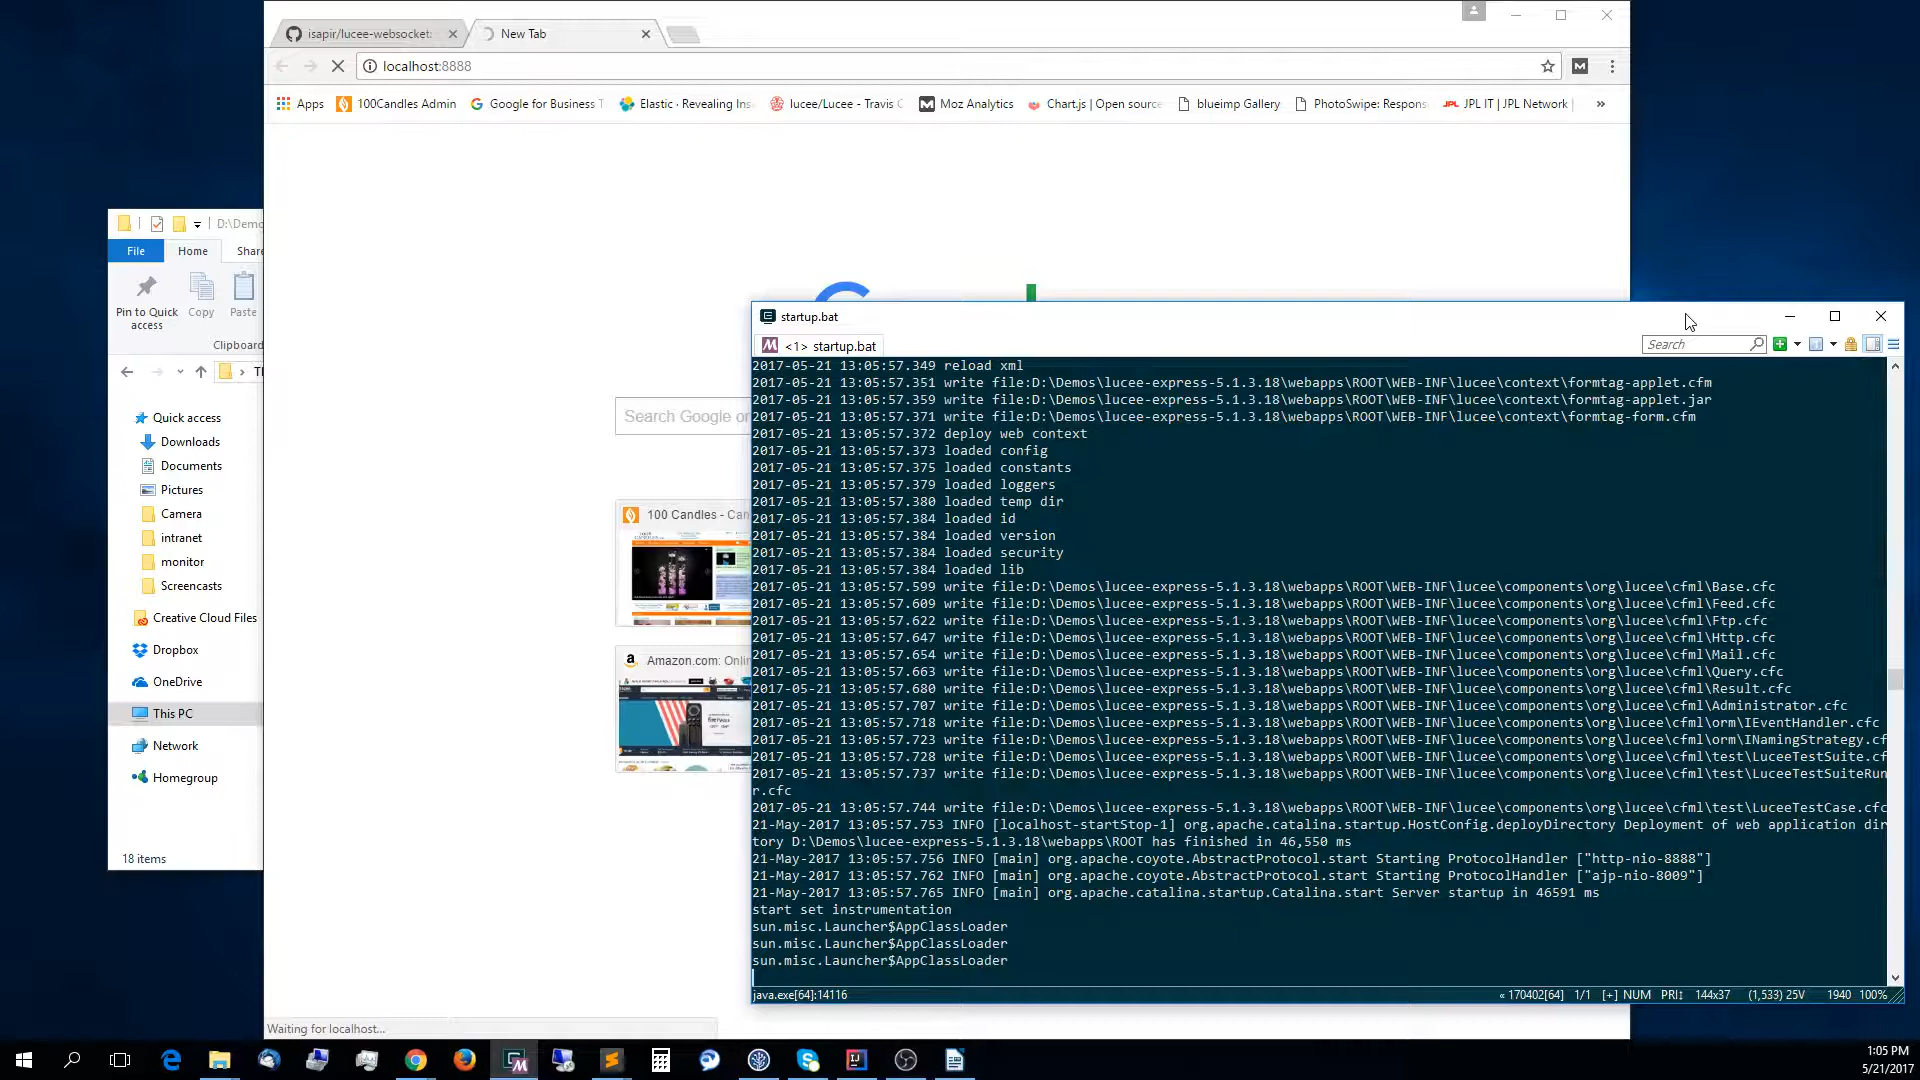 isapir/lucee-websocket:
New Tab
localhost:8888
Apps
100Candles Admin
Google for Business T
Elastic · Revealing Ins
lucee/Lucee - Travis C
Moz Analytics
Chart.js | Open source
blueimp Gallery
PhotoSwipe: Respons
JPL IT | JPL Network
»
D:\Demo
File
Home
Share
Pin to Quick access
Copy
Paste
Clipboard
Quick access
Downloads
Documents
Pictures
Camera
intranet
monitor
Screencasts
Creative Cloud Files
Dropbox
OneDrive
This PC
Network
Homegroup
18 items
Search Google or
100 Candles - Can
Amazon.com: Onli
Waiting for localhost...
startup.bat
<1> startup.bat
Search
2017-05-21 13:05:57.349 reload xml
2017-05-21 13:05:57.351 write file:D:\Demos\lucee-express-5.1.3.18\webapps\ROOT\WEB-INF\lucee\context\formtag-applet.cfm
2017-05-21 13:05:57.359 write file:D:\Demos\lucee-express-5.1.3.18\webapps\ROOT\WEB-INF\lucee\context\formtag-applet.jar
2017-05-21 13:05:57.371 write file:D:\Demos\lucee-express-5.1.3.18\webapps\ROOT\WEB-INF\lucee\context\formtag-form.cfm
2017-05-21 13:05:57.372 deploy web context
2017-05-21 13:05:57.373 loaded config
2017-05-21 13:05:57.375 loaded constants
2017-05-21 13:05:57.379 loaded loggers
2017-05-21 13:05:57.380 loaded temp dir
2017-05-21 13:05:57.384 loaded id
2017-05-21 13:05:57.384 loaded version
2017-05-21 13:05:57.384 loaded security
2017-05-21 13:05:57.384 loaded lib
2017-05-21 13:05:57.599 write file:D:\Demos\lucee-express-5.1.3.18\webapps\ROOT\WEB-INF\lucee\components\org\lucee\cfml\Base.cfc
2017-05-21 13:05:57.609 write file:D:\Demos\lucee-express-5.1.3.18\webapps\ROOT\WEB-INF\lucee\components\org\lucee\cfml\Feed.cfc
2017-05-21 13:05:57.622 write file:D:\Demos\lucee-express-5.1.3.18\webapps\ROOT\WEB-INF\lucee\components\org\lucee\cfml\Ftp.cfc
2017-05-21 13:05:57.647 write file:D:\Demos\lucee-express-5.1.3.18\webapps\ROOT\WEB-INF\lucee\components\org\lucee\cfml\Http.cfc
2017-05-21 13:05:57.654 write file:D:\Demos\lucee-express-5.1.3.18\webapps\ROOT\WEB-INF\lucee\components\org\lucee\cfml\Mail.cfc
2017-05-21 13:05:57.663 write file:D:\Demos\lucee-express-5.1.3.18\webapps\ROOT\WEB-INF\lucee\components\org\lucee\cfml\Query.cfc
2017-05-21 13:05:57.680 write file:D:\Demos\lucee-express-5.1.3.18\webapps\ROOT\WEB-INF\lucee\components\org\lucee\cfml\Result.cfc
2017-05-21 13:05:57.707 write file:D:\Demos\lucee-express-5.1.3.18\webapps\ROOT\WEB-INF\lucee\components\org\lucee\cfml\Administrator.cfc
2017-05-21 13:05:57.718 write file:D:\Demos\lucee-express-5.1.3.18\webapps\ROOT\WEB-INF\lucee\components\org\lucee\cfml\orm\IEventHandler.cfc
2017-05-21 13:05:57.723 write file:D:\Demos\lucee-express-5.1.3.18\webapps\ROOT\WEB-INF\lucee\components\org\lucee\cfml\orm\INamingStrategy.cf
2017-05-21 13:05:57.728 write file:D:\Demos\lucee-express-5.1.3.18\webapps\ROOT\WEB-INF\lucee\components\org\lucee\cfml\test\LuceeTestSuite.cf
2017-05-21 13:05:57.737 write file:D:\Demos\lucee-express-5.1.3.18\webapps\ROOT\WEB-INF\lucee\components\org\lucee\cfml\test\LuceeTestSuiteRun
r.cfc
2017-05-21 13:05:57.744 write file:D:\Demos\lucee-express-5.1.3.18\webapps\ROOT\WEB-INF\lucee\components\org\lucee\cfml\test\LuceeTestCase.cfc
21-May-2017 13:05:57.753 INFO [localhost-startStop-1] org.apache.catalina.startup.HostConfig.deployDirectory Deployment of web application dir
tory D:\Demos\lucee-express-5.1.3.18\webapps\ROOT has finished in 46,550 ms
21-May-2017 13:05:57.756 INFO [main] org.apache.coyote.AbstractProtocol.start Starting ProtocolHandler ["http-nio-8888"]
21-May-2017 13:05:57.762 INFO [main] org.apache.coyote.AbstractProtocol.start Starting ProtocolHandler ["ajp-nio-8009"]
21-May-2017 13:05:57.765 INFO [main] org.apache.catalina.startup.Catalina.start Server startup in 46591 ms
start set instrumentation
sun.misc.Launcher$AppClassLoader
sun.misc.Launcher$AppClassLoader
sun.misc.Launcher$AppClassLoader
java.exe[64]:14116
« 170402[64] 1/1 [+] NUM PRI↕ 144x37 (1,533) 25V 1940 100%
1:05 PM
5/21/2017